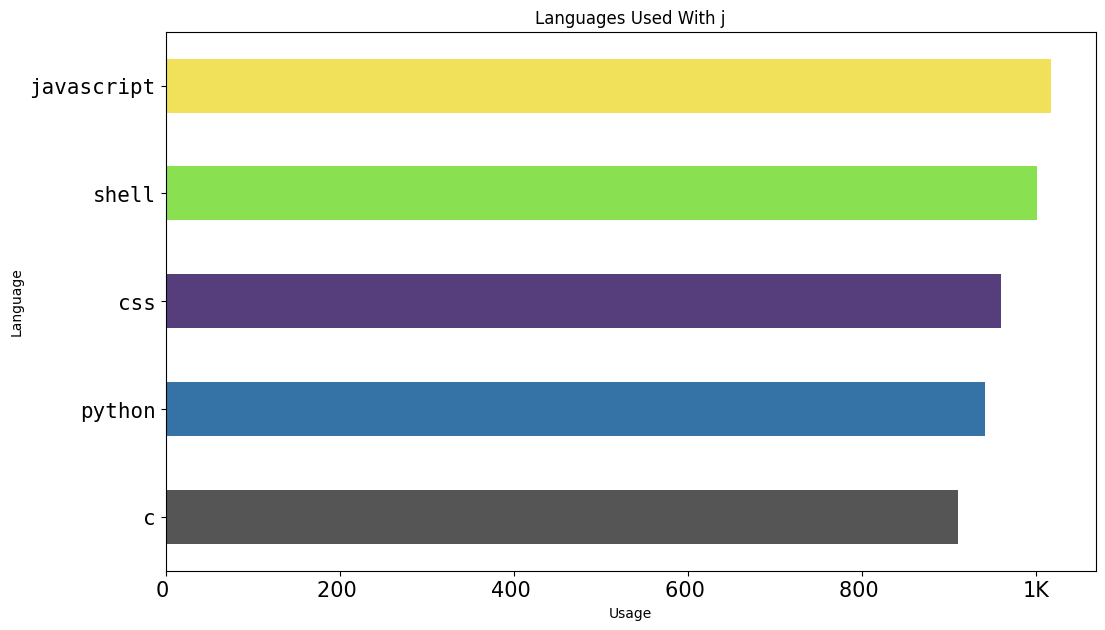 Languages Used With j
javascript
shell
css
python
c
Language
0 200 400 600 800 1K
Usage